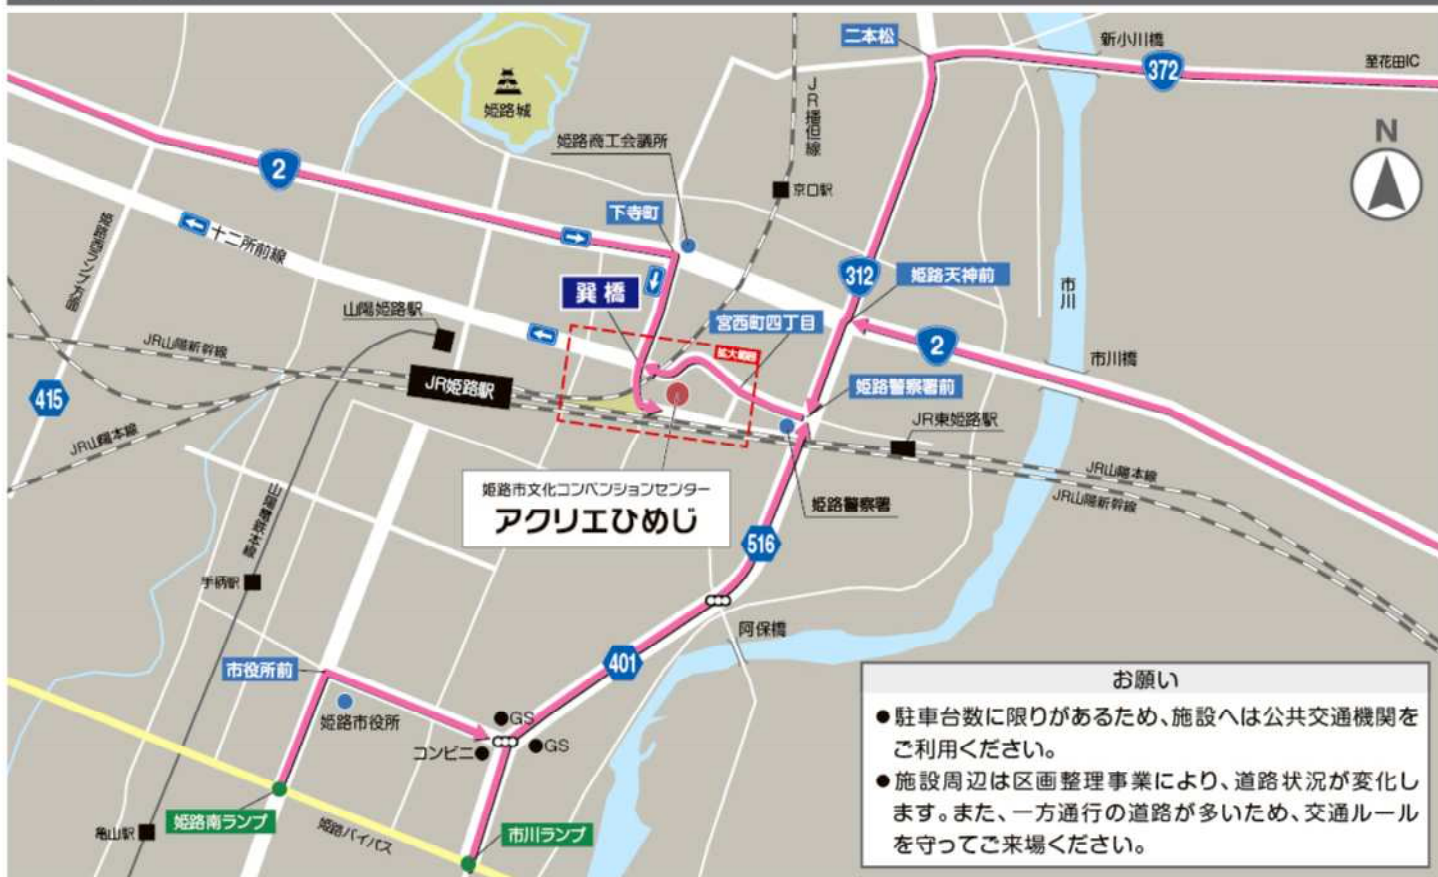 二本松
新小川橋
372
至花田IC
JR播但線
姫路城
姫路商工会議所
N
2
京口駅
下寺町
十二所前線
312
姫路天神前
市川
巽橋
山陽姫路駅
宮西町四丁目
JR山陽新幹線
2
市川橋
JR姫路駅
姫路警察署前
415
JR東姫路駅
JR山陽本線
JR山陽本線
JR山陽新幹線
姫路市文化コンベンションセンター
アクリエひめじ
姫路警察署
山陽電鉄本線
516
手柄駅
阿保橋
401
市役所前
姫路市役所
GS
GS
コンビニ
姫路南ランプ
姫路バイパス
亀山駅
市川ランプ
お願い
●駐車台数に限りがあるため、施設へは公共交通機関を
ご利用ください。
●施設周辺は区画整理事業により、道路状況が変化し
ます。また、一方通行の道路が多いため、交通ルール
を守ってご来場ください。